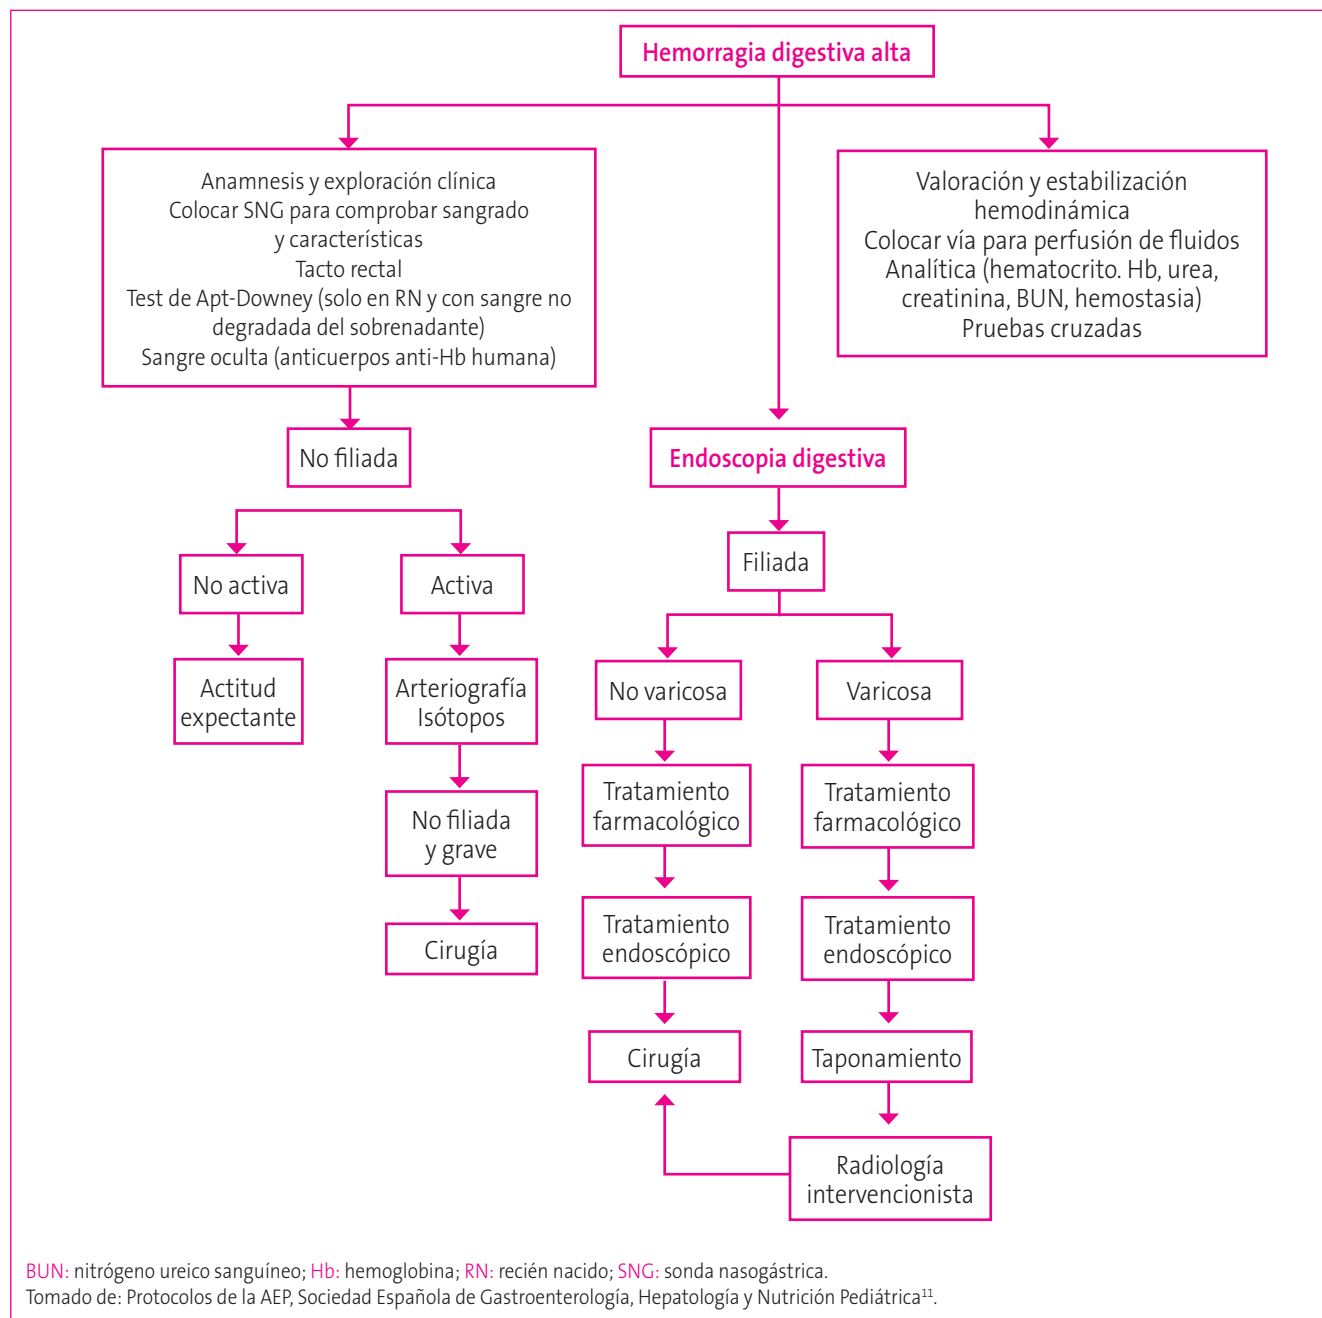 Hemorragia digestiva alta
Anamnesis y exploración clínica
Colocar SNG para comprobar sangrado
y características
Tacto rectal
Test de Apt-Downey (solo en RN y con sangre no
degradada del sobrenadante)
Sangre oculta (anticuerpos anti-Hb humana)
Valoración y estabilización
hemodinámica
Colocar vía para perfusión de fluidos
Analítica (hematocrito. Hb, urea,
creatinina, BUN, hemostasia)
Pruebas cruzadas
No filiada
Endoscopia digestiva
No activa
Activa
Filiada
Actitud
expectante
Arteriografía
Isótopos
No varicosa
Varicosa
No filiada
y grave
Tratamiento
farmacológico
Tratamiento
farmacológico
Cirugía
Tratamiento
endoscópico
Tratamiento
endoscópico
Cirugía
Taponamiento
Radiología
intervencionista
BUN: nitrógeno ureico sanguíneo; Hb: hemoglobina; RN: recién nacido; SNG: sonda nasogástrica.
Tomado de: Protocolos de la AEP, Sociedad Española de Gastroenterología, Hepatología y Nutrición Pediátrica¹¹.